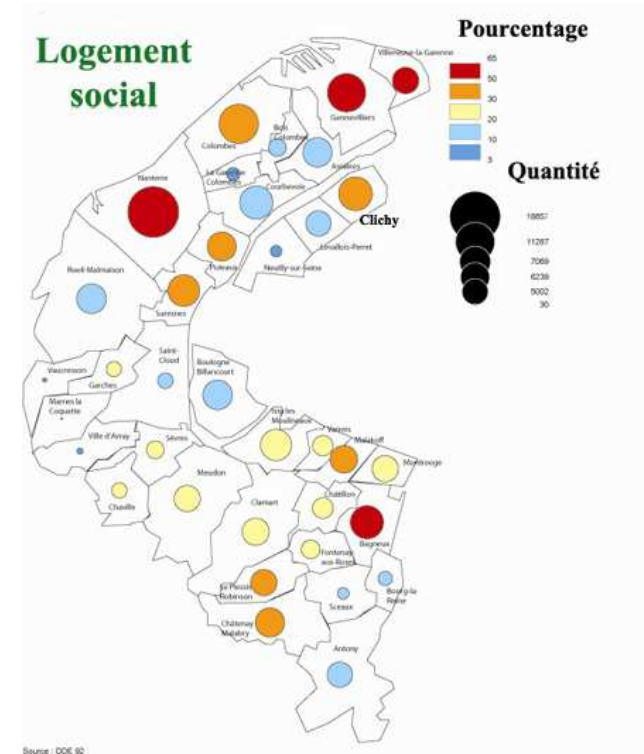 Logement
social
Pourcentage
65
50
30
20
10
3
Quantité
11287
7069
6239
5002
30
Villeneuve-la-Garenne
Gennevilliers
Bois
Colombes
Colombes
Asnières
La Garenne
Colombes
Courbevoie
Nanterre
Clichy
Levallois-Perret
Puteaux
Neuilly-sur-Seine
Rueil-Malmaison
Suresnes
Saint-
Cloud
Boulogne
Billancourt
Vaucresson
Garches
Marnes la
Coquette
Issy les
Moulineaux
Vanves
Ville d'Avray
Sèvres
Malakoff
Montrouge
Meudon
Chaville
Clamart
Châtillon
Bagneux
Fontenay
aux-Roses
Le Plessis
Robinson
Sceaux
Bourg-la
Reine
Châtenay
Malabry
Antony
Source : DDE 92